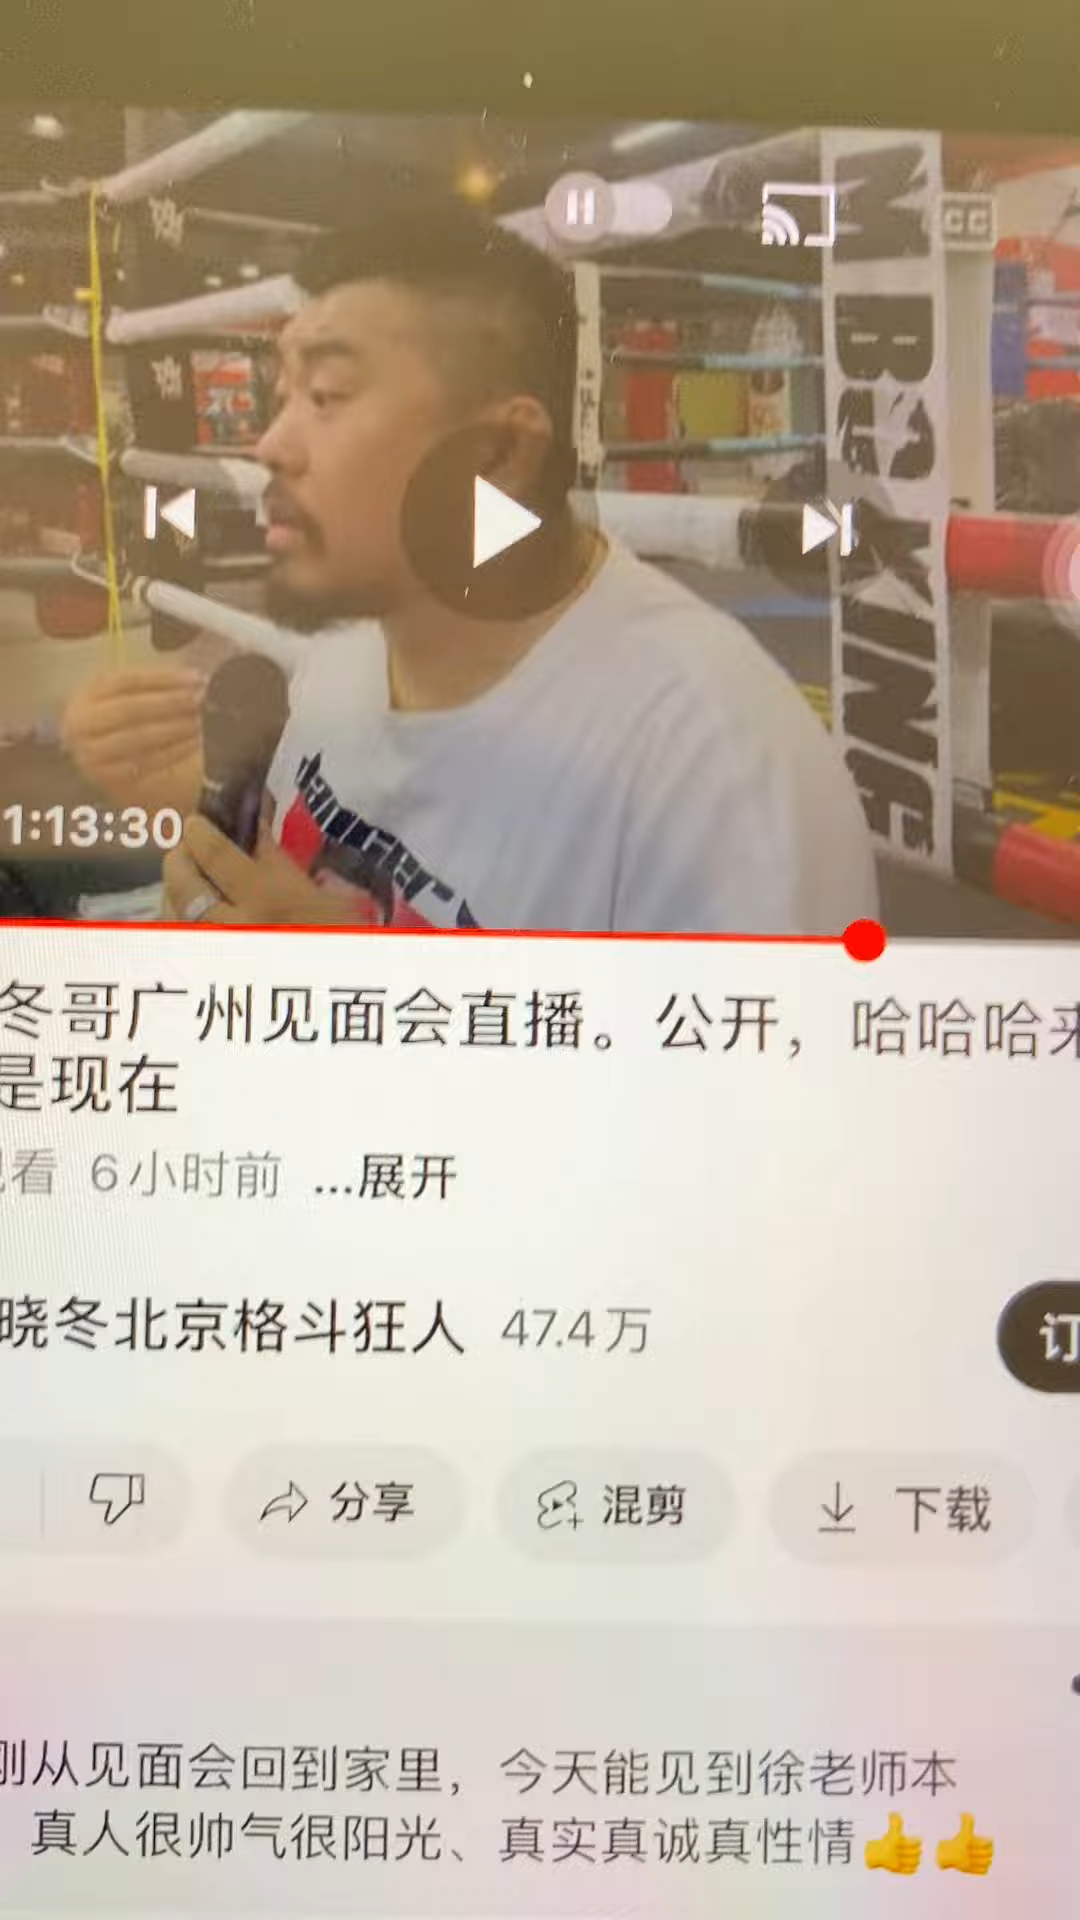 CC
BOXING
danger
1:13:30
冬哥广州见面会直播。公开，哈哈哈来
是现在
观看 6小时前 ...展开
晓冬北京格斗狂人 47.4万
订
分享
混剪
下载
刚从见面会回到家里，今天能见到徐老师本
真人很帅气很阳光、真实真诚真性情👍👍